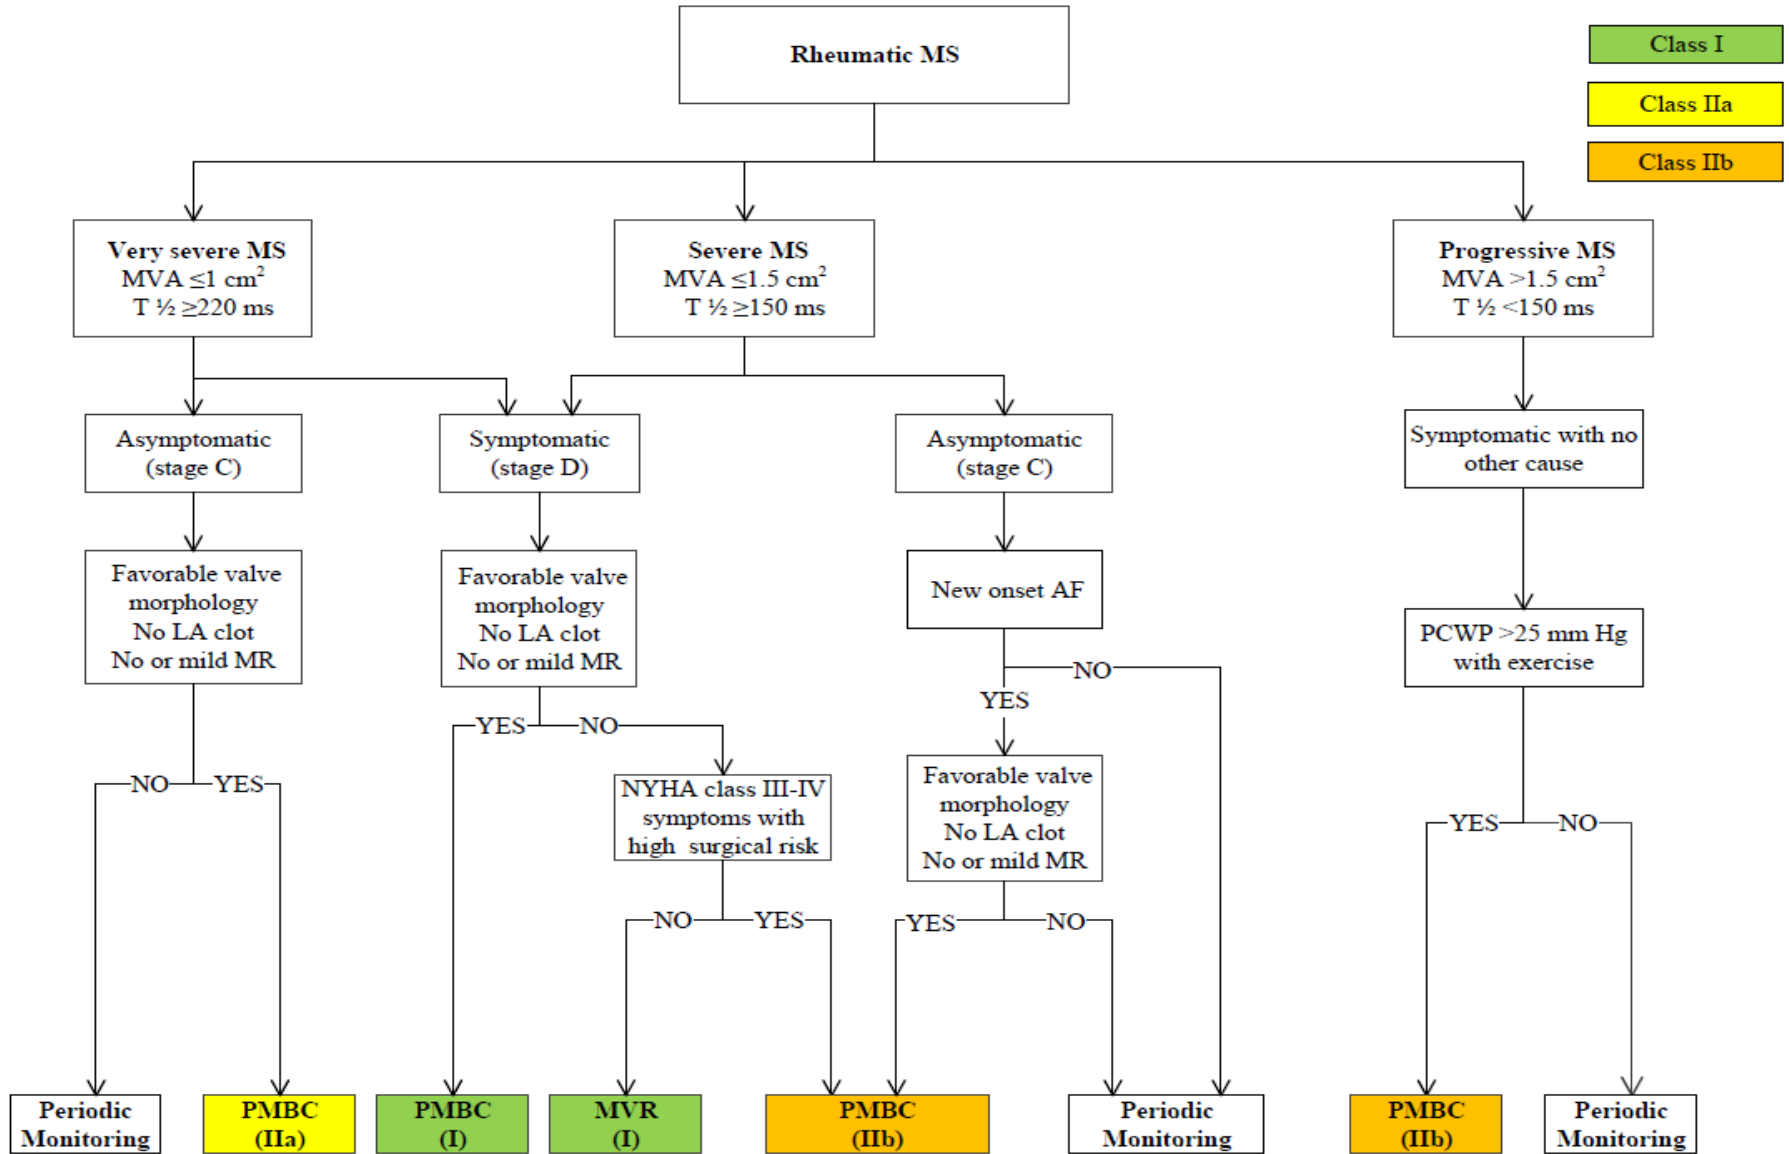 Rheumatic MS
Class I
Class IIa
Class IIb
Very severe MS
MVA ≤1 cm²
T ½ ≥220 ms
Severe MS
MVA ≤1.5 cm²
T ½ ≥150 ms
Progressive MS
MVA >1.5 cm²
T ½ <150 ms
Asymptomatic
(stage C)
Symptomatic
(stage D)
Asymptomatic
(stage C)
Symptomatic with no
other cause
Favorable valve
morphology
No LA clot
No or mild MR
Favorable valve
morphology
No LA clot
No or mild MR
New onset AF
PCWP >25 mm Hg
with exercise
NO
YES
YES
NO
NYHA class III-IV
symptoms with
high surgical risk
Favorable valve
morphology
No LA clot
No or mild MR
NO
YES
YES
NO
NO
YES
YES
NO
Periodic
Monitoring
PMBC
(IIa)
PMBC
(I)
MVR
(I)
PMBC
(IIb)
Periodic
Monitoring
PMBC
(IIb)
Periodic
Monitoring